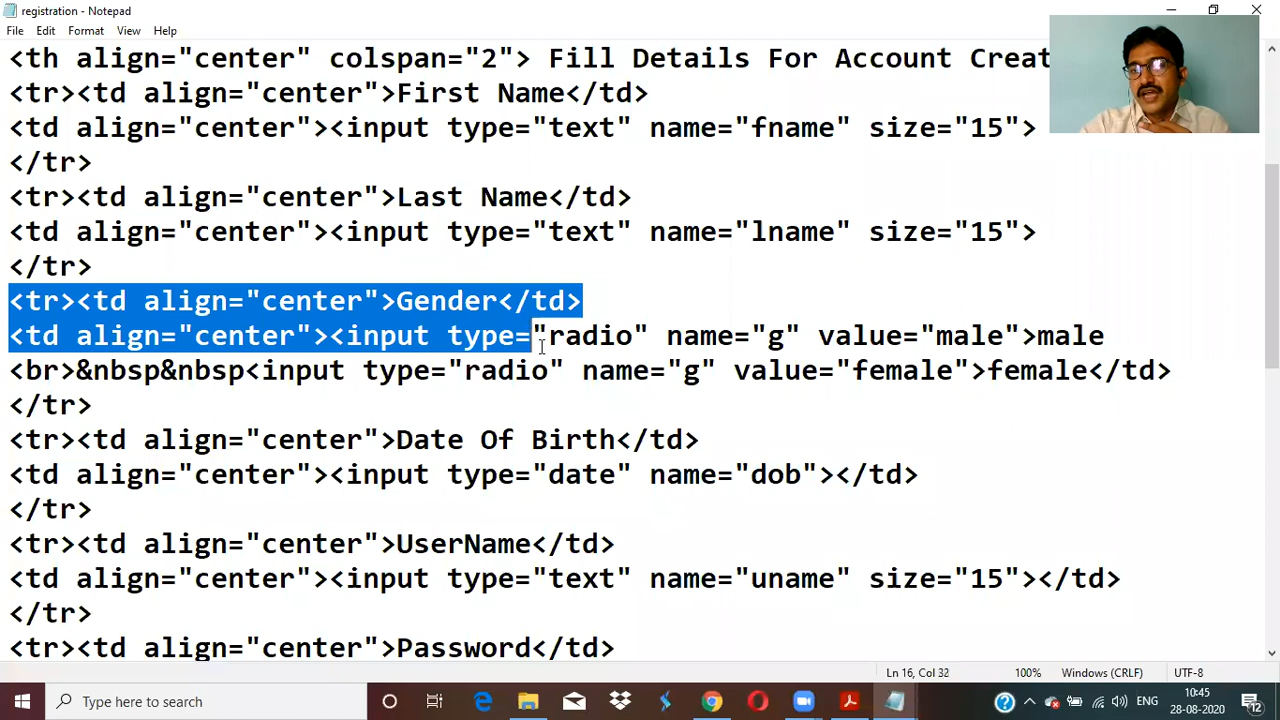 registration - Notepad
File Edit Format View Help
<th align="center" colspan="2"> Fill Details For Account Creat
<tr><td align="center">First Name</td>
<td align="center"><input type="text" name="fname" size="15">
</tr>
<tr><td align="center">Last Name</td>
<td align="center"><input type="text" name="lname" size="15">
</tr>
<tr><td align="center">Gender</td>
<td align="center"><input type="radio" name="g" value="male">male
<br>&nbsp&nbsp<input type="radio" name="g" value="female">female</td>
</tr>
<tr><td align="center">Date Of Birth</td>
<td align="center"><input type="date" name="dob"></td>
</tr>
<tr><td align="center">UserName</td>
<td align="center"><input type="text" name="uname" size="15"></td>
</tr>
<tr><td align="center">Password</td>
Ln 16, Col 32 100% Windows (CRLF) UTF-8
Type here to search
ENG
10:45
28-08-2020
12